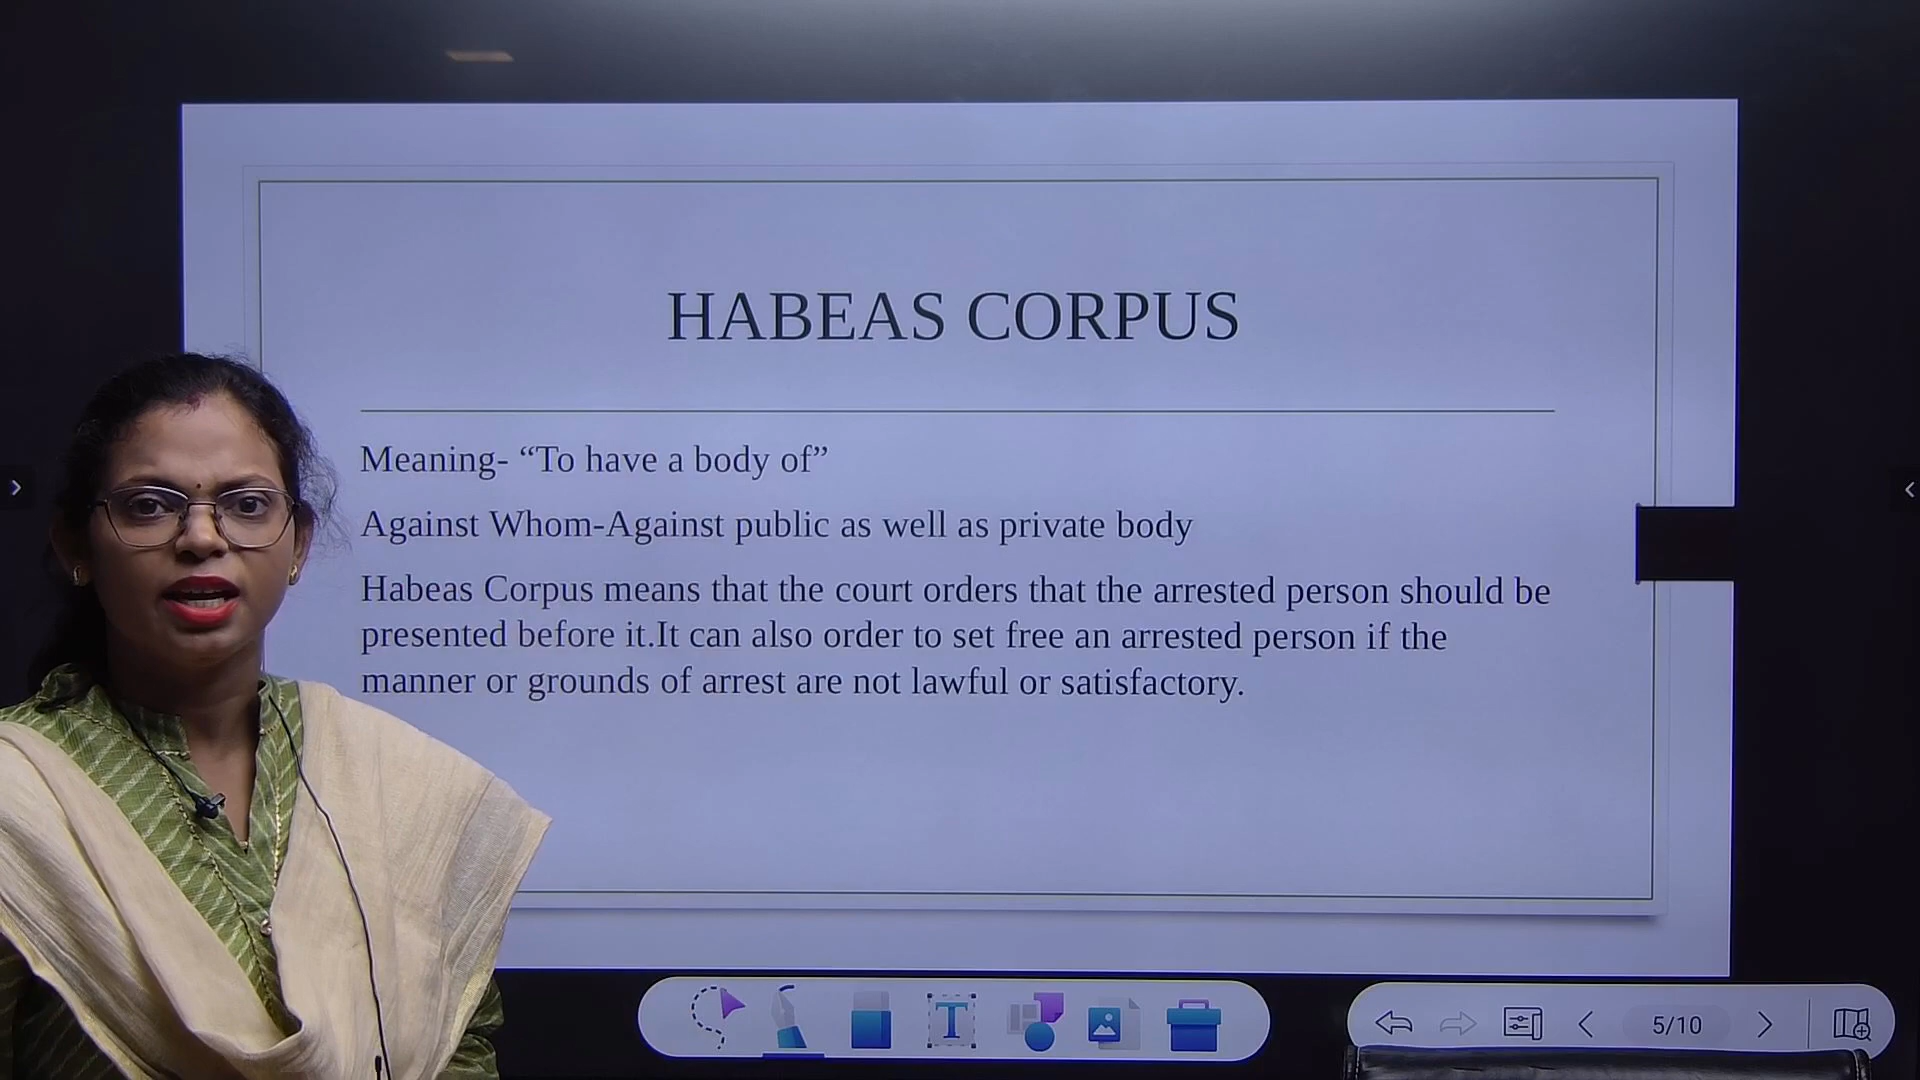 HABEAS CORPUS
Meaning- “To have a body of”
Against Whom-Against public as well as private body
Habeas Corpus means that the court orders that the arrested person should be
presented before it.It can also order to set free an arrested person if the
manner or grounds of arrest are not lawful or satisfactory.
T
5/10